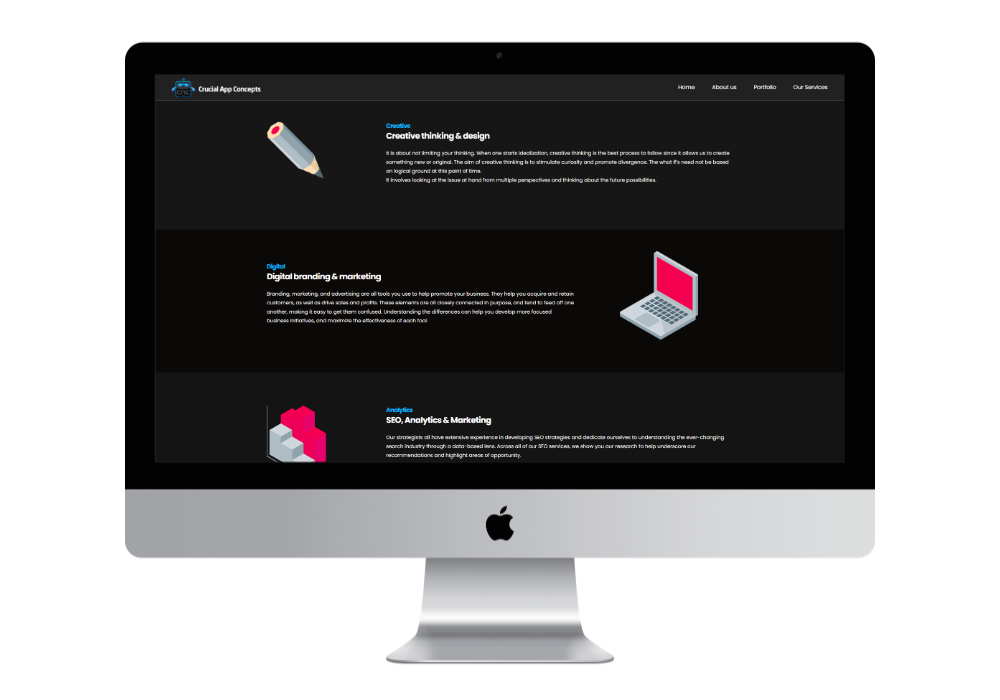 Crucial App Concepts
Home About us Portfolio Our Services
Creative
Creative thinking & design
It is about not limiting your thinking. When one starts idealisation, creative thinking is the best process to follow since it allows us to create
something new or original. The aim of creative thinking is to stimulate curiosity and promote divergence. The what if's need not be based
on logical ground at this point of time.
It involves looking at the issue at hand from multiple perspectives and thinking about the future possibilities.
Digital
Digital branding & marketing
Branding, marketing, and advertising are all tools you use to help promote your business. They help you acquire and retain
customers, as well as drive sales and profits. These elements are all closely connected in purpose, and tend to feed off one
another, making it easy to get them confused. Understanding the differences can help you develop more focused
business initiatives, and maximize the effectiveness of each tool.
Analytics
SEO, Analytics & Marketing
Our strategists all have extensive experience in developing SEO strategies and dedicate ourselves to understanding the ever-changing
search industry through a data-based lens. Across all of our SEO services, we show you our research to help underscore our
recommendations and highlight areas of opportunity.